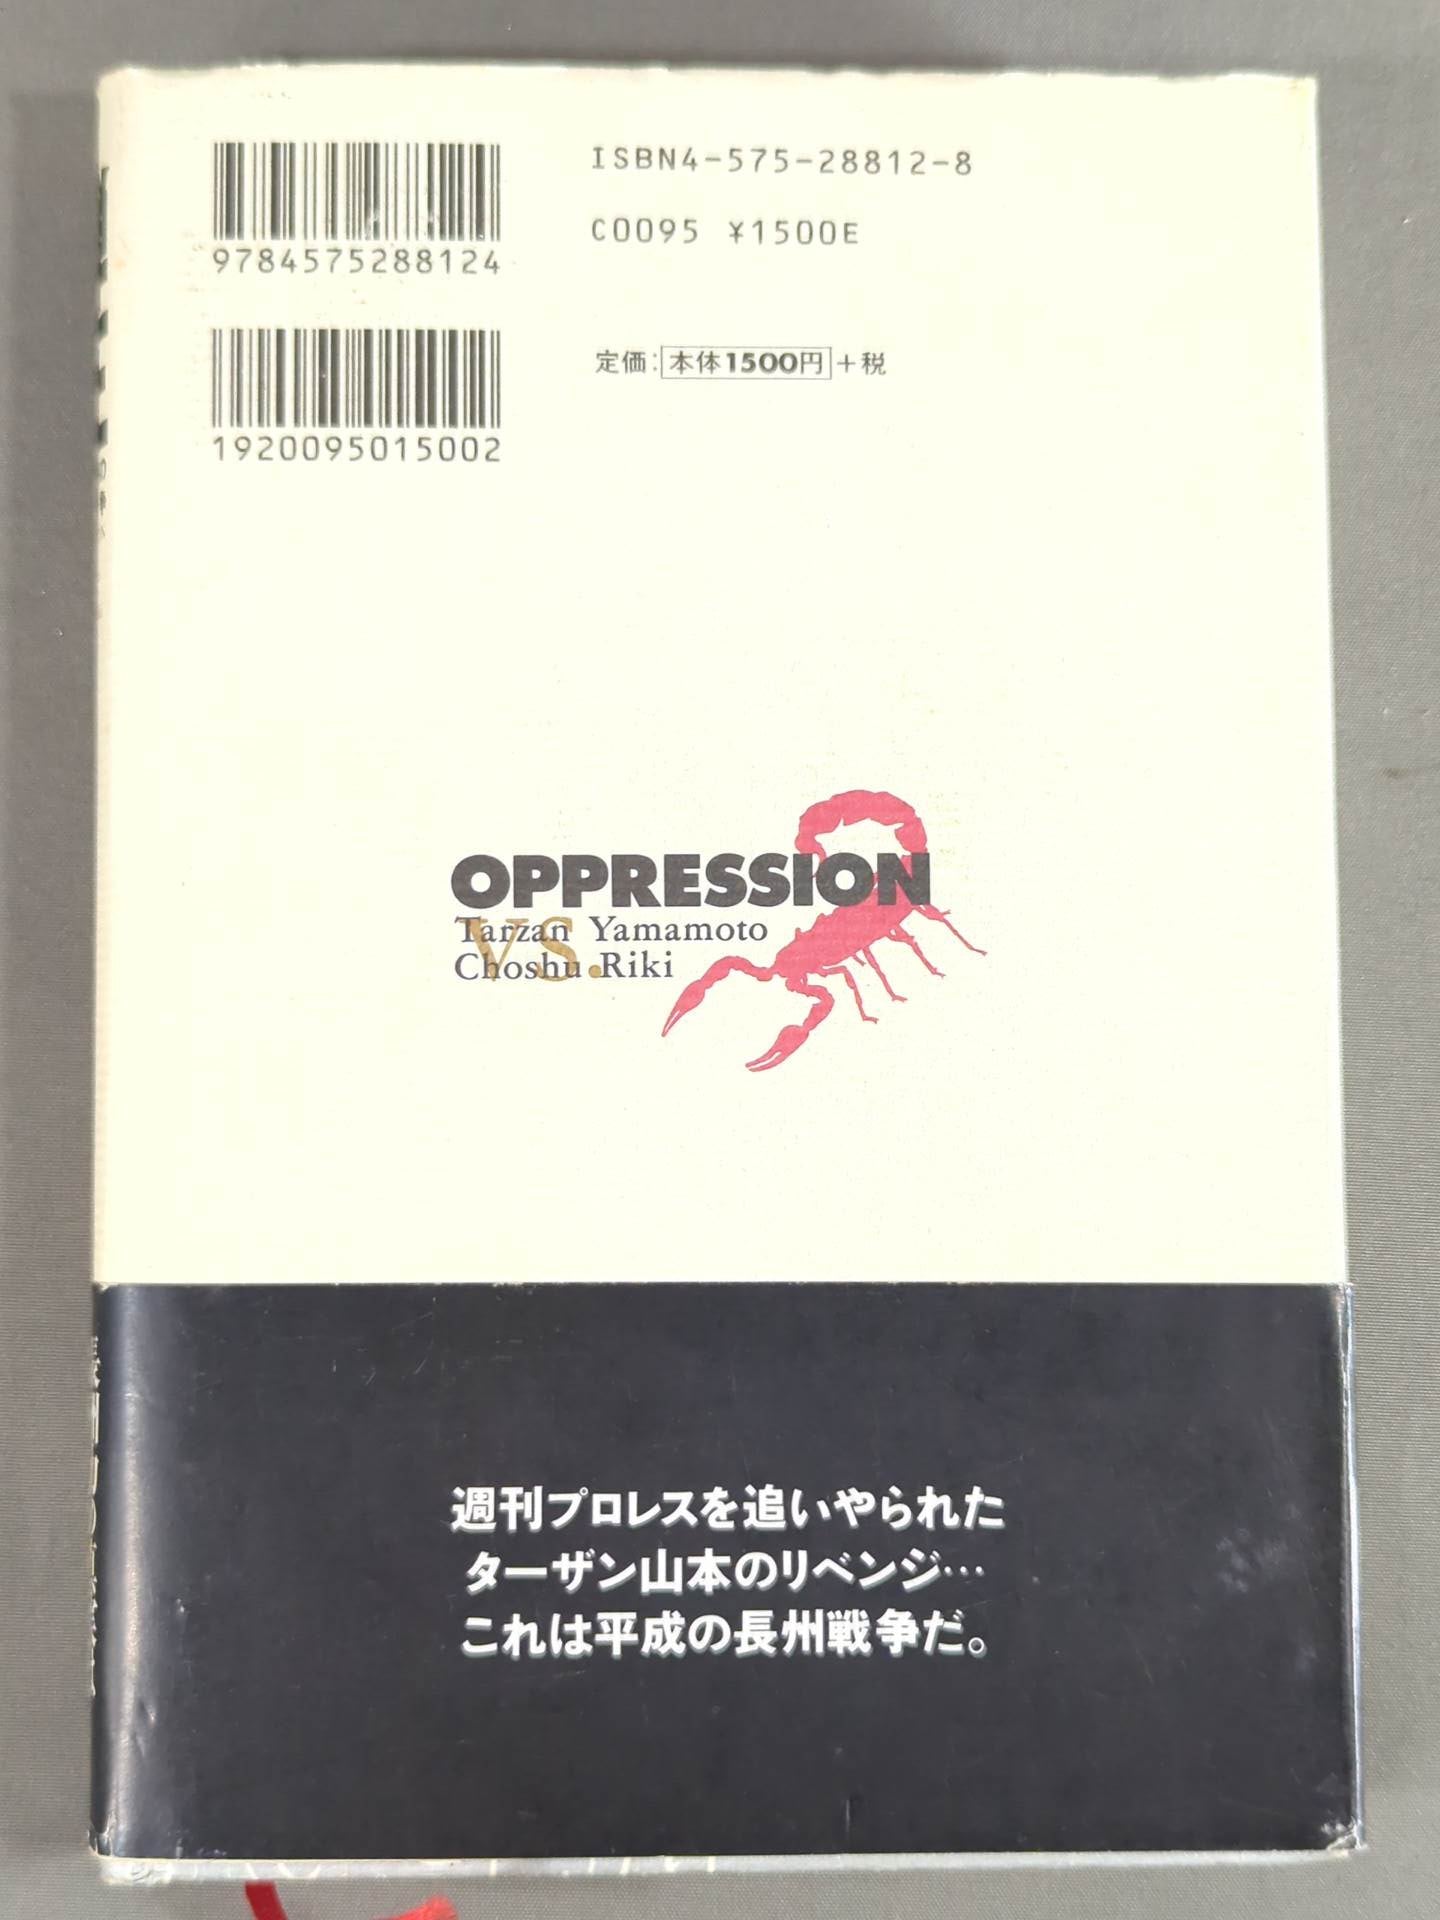 ISBN4-575-28812-8
C0095 ¥1500E
9784575288124
定価:本体1500円+税
1920095015002
OPPRESSION
Tarzan Yamamoto
vs.
Choshu Riki
週刊プロレスを追いやられた
ターザン山本のリベンジ…
これは平成の長州戦争だ。